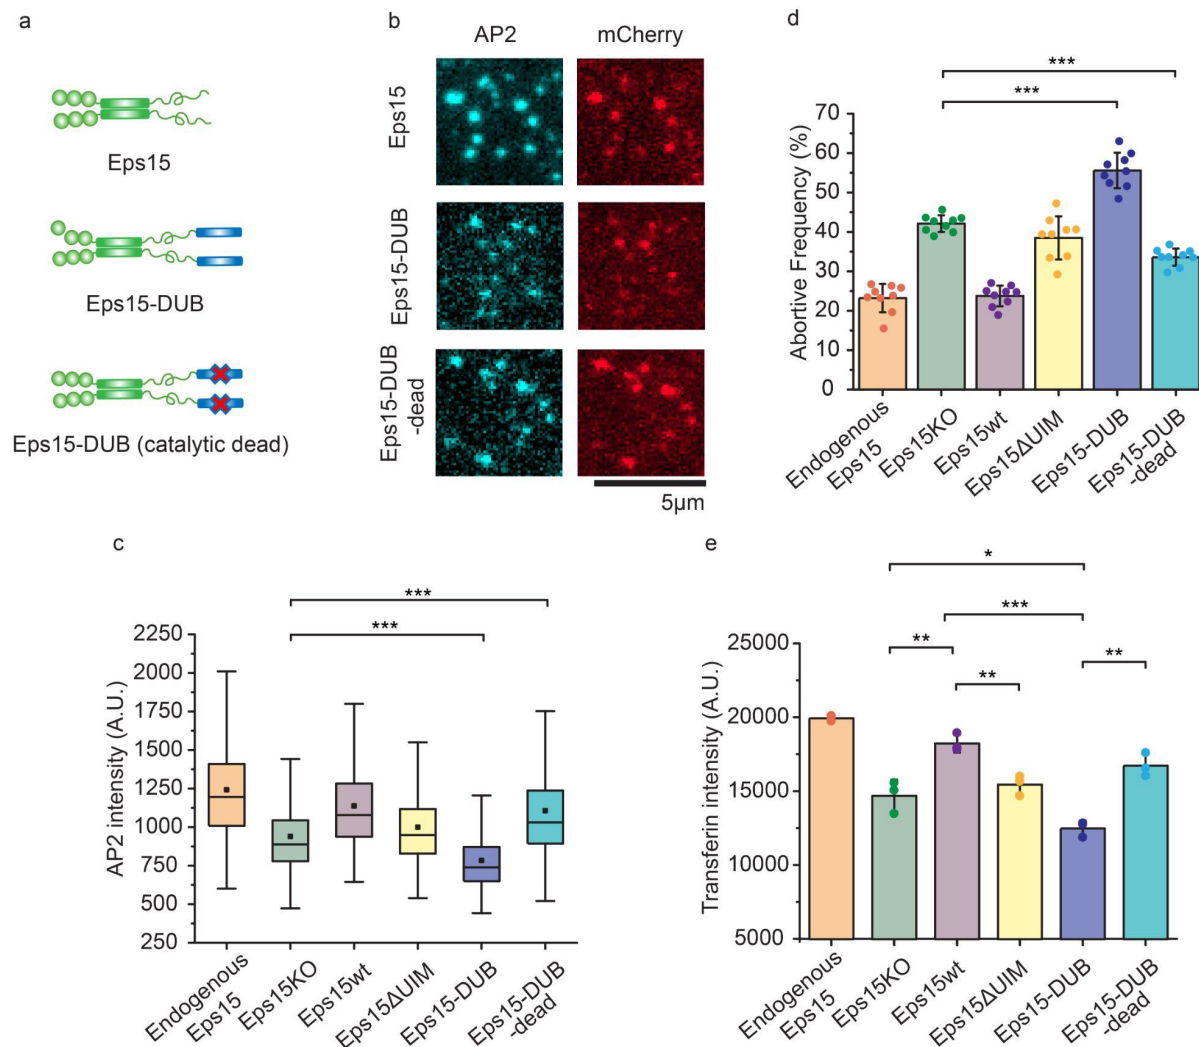 a
Eps15
Eps15-DUB
Eps15-DUB (catalytic dead)
b
AP2
mCherry
Eps15
Eps15-DUB
Eps15-DUB
-dead
5μm
d
***
***
Abortive Frequency (%)
70
60
50
40
30
20
10
0
Endogenous
Eps15
Eps15KO
Eps15wt
Eps15ΔUIM
Eps15-DUB
Eps15-DUB
-dead
c
***
***
AP2 intensity (A.U.)
2250
2000
1750
1500
1250
1000
750
500
250
Endogenous
Eps15
Eps15KO
Eps15wt
Eps15ΔUIM
Eps15-DUB
Eps15-DUB
-dead
e
*
***
**
**
**
Transferin intensity (A.U.)
25000
20000
15000
10000
5000
Endogenous
Eps15
Eps15KO
Eps15wt
Eps15ΔUIM
Eps15-DUB
Eps15-DUB
-dead